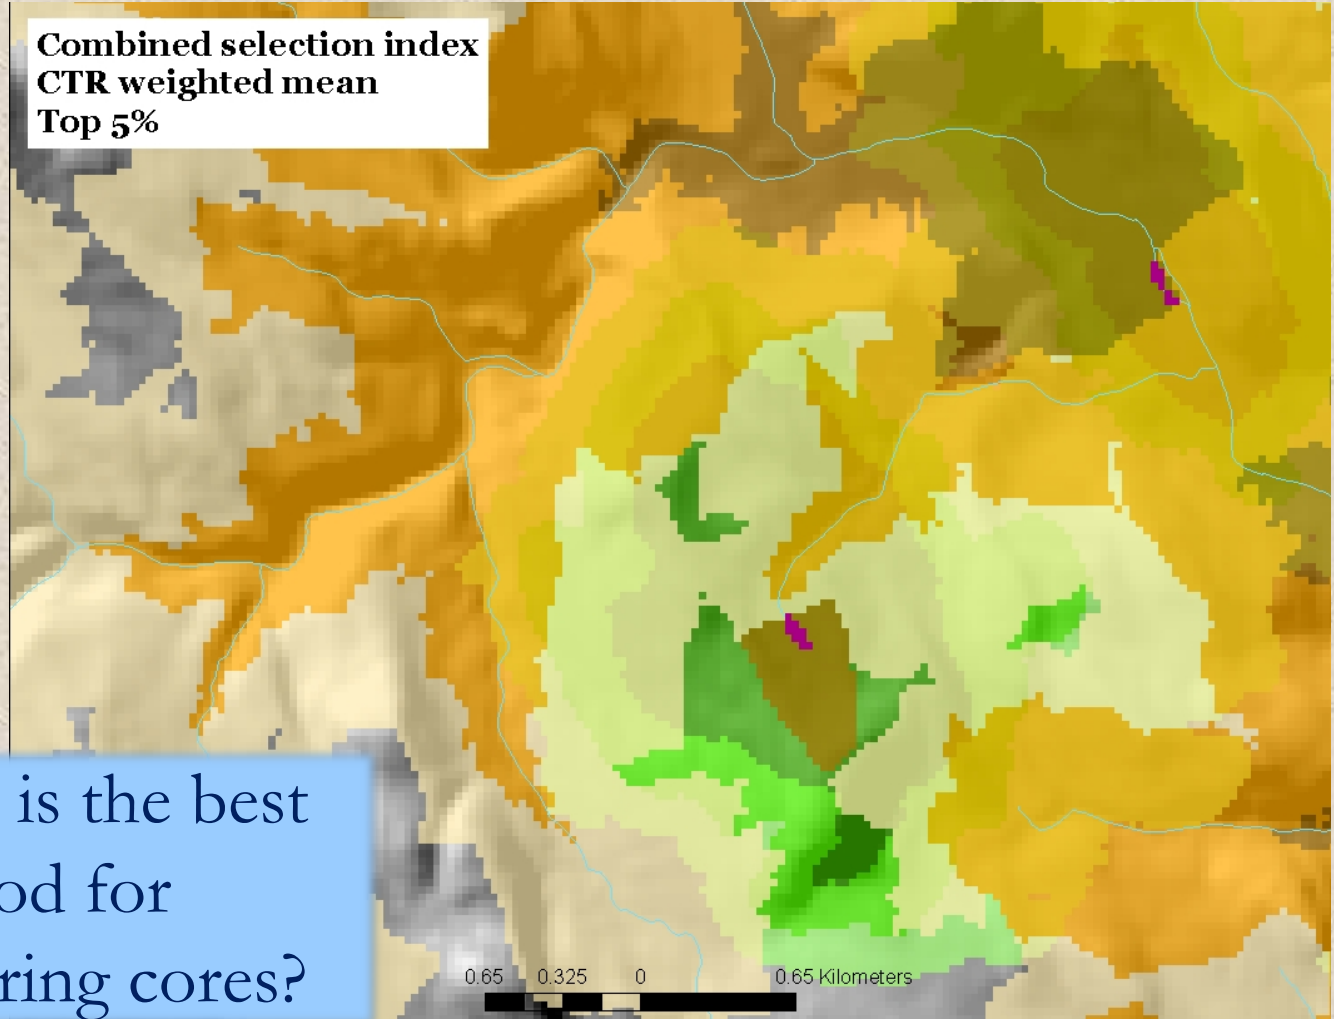 Combined selection index
CTR weighted mean
Top 5%
is the best
od for
ring cores?
0.65 0.325 0 0.65 Kilometers